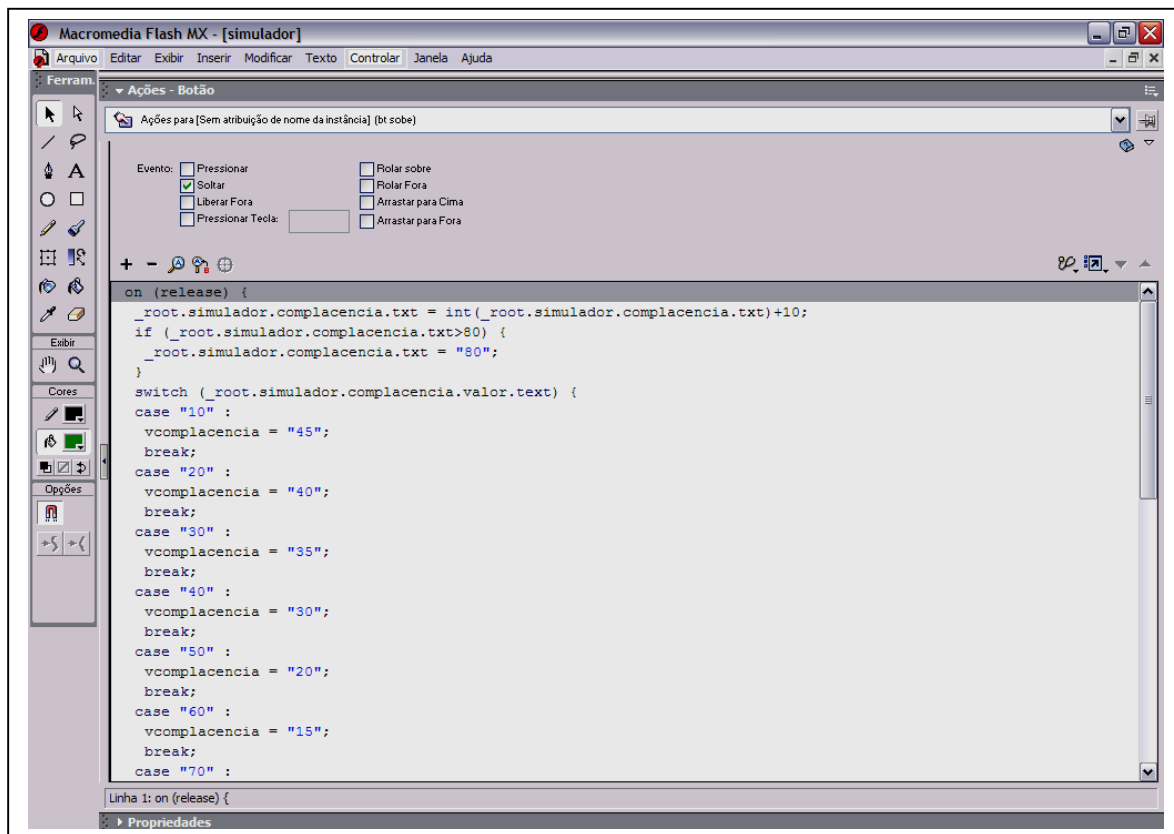 Macromedia Flash MX - [simulador]
Arquivo Editar Exibir Inserir Modificar Texto Controlar Janela Ajuda
Ferram.
Ações - Botão
Ações para [Sem atribuição de nome da instância] (bt sobe)
Evento: Pressionar Rolar sobre
Soltar Rolar Fora
Liberar Fora Arrastar para Cima
Pressionar Tecla: Arrastar para Fora
on (release) {
_root.simulador.complacencia.txt = int(_root.simulador.complacencia.txt)+10;
if (_root.simulador.complacencia.txt>80) {
_root.simulador.complacencia.txt = "80";
}
switch (_root.simulador.complacencia.valor.text) {
case "10" :
vcomplacencia = "45";
break;
case "20" :
vcomplacencia = "40";
break;
case "30" :
vcomplacencia = "35";
break;
case "40" :
vcomplacencia = "30";
break;
case "50" :
vcomplacencia = "20";
break;
case "60" :
vcomplacencia = "15";
break;
case "70" :
Exibir
Cores
Opções
Linha 1: on (release) {
Propriedades